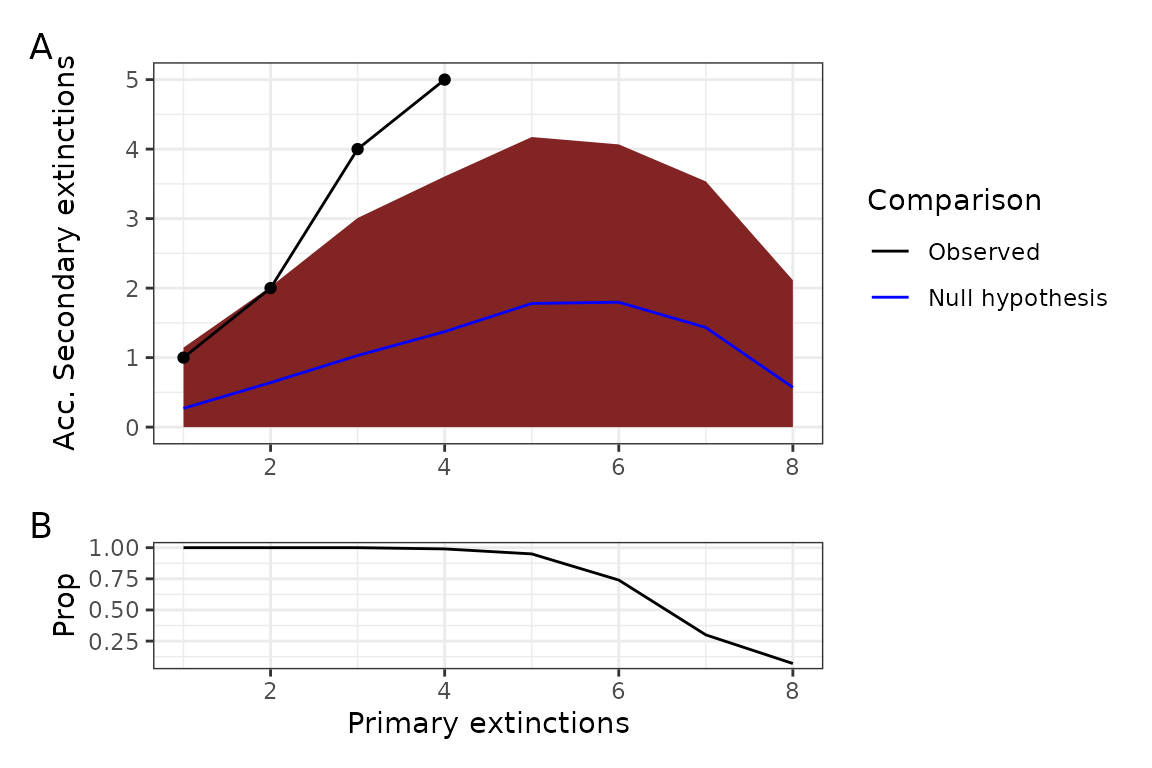 A
Acc. Secondary extinctions
5
4
3
2
1
0
2 4 6 8
Comparison
Observed
Null hypothesis
B
Prop
1.00
0.75
0.50
0.25
2 4 6 8
Primary extinctions